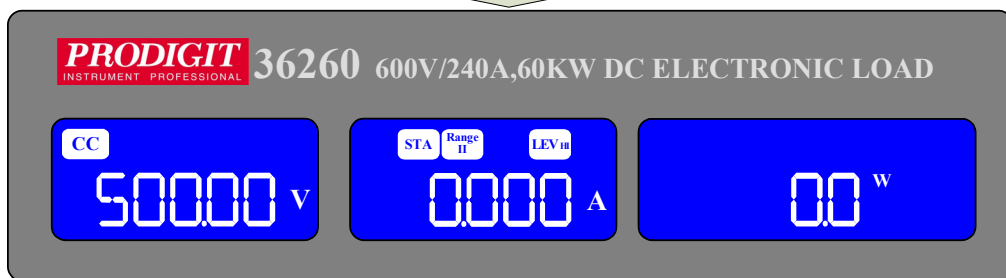 PRODIGIT
INSTRUMENT PROFESSIONAL
36260 600V/240A,60KW DC ELECTRONIC LOAD
CC
STA Range II LEV HI
500.00 V
0.000 A
0.0 W